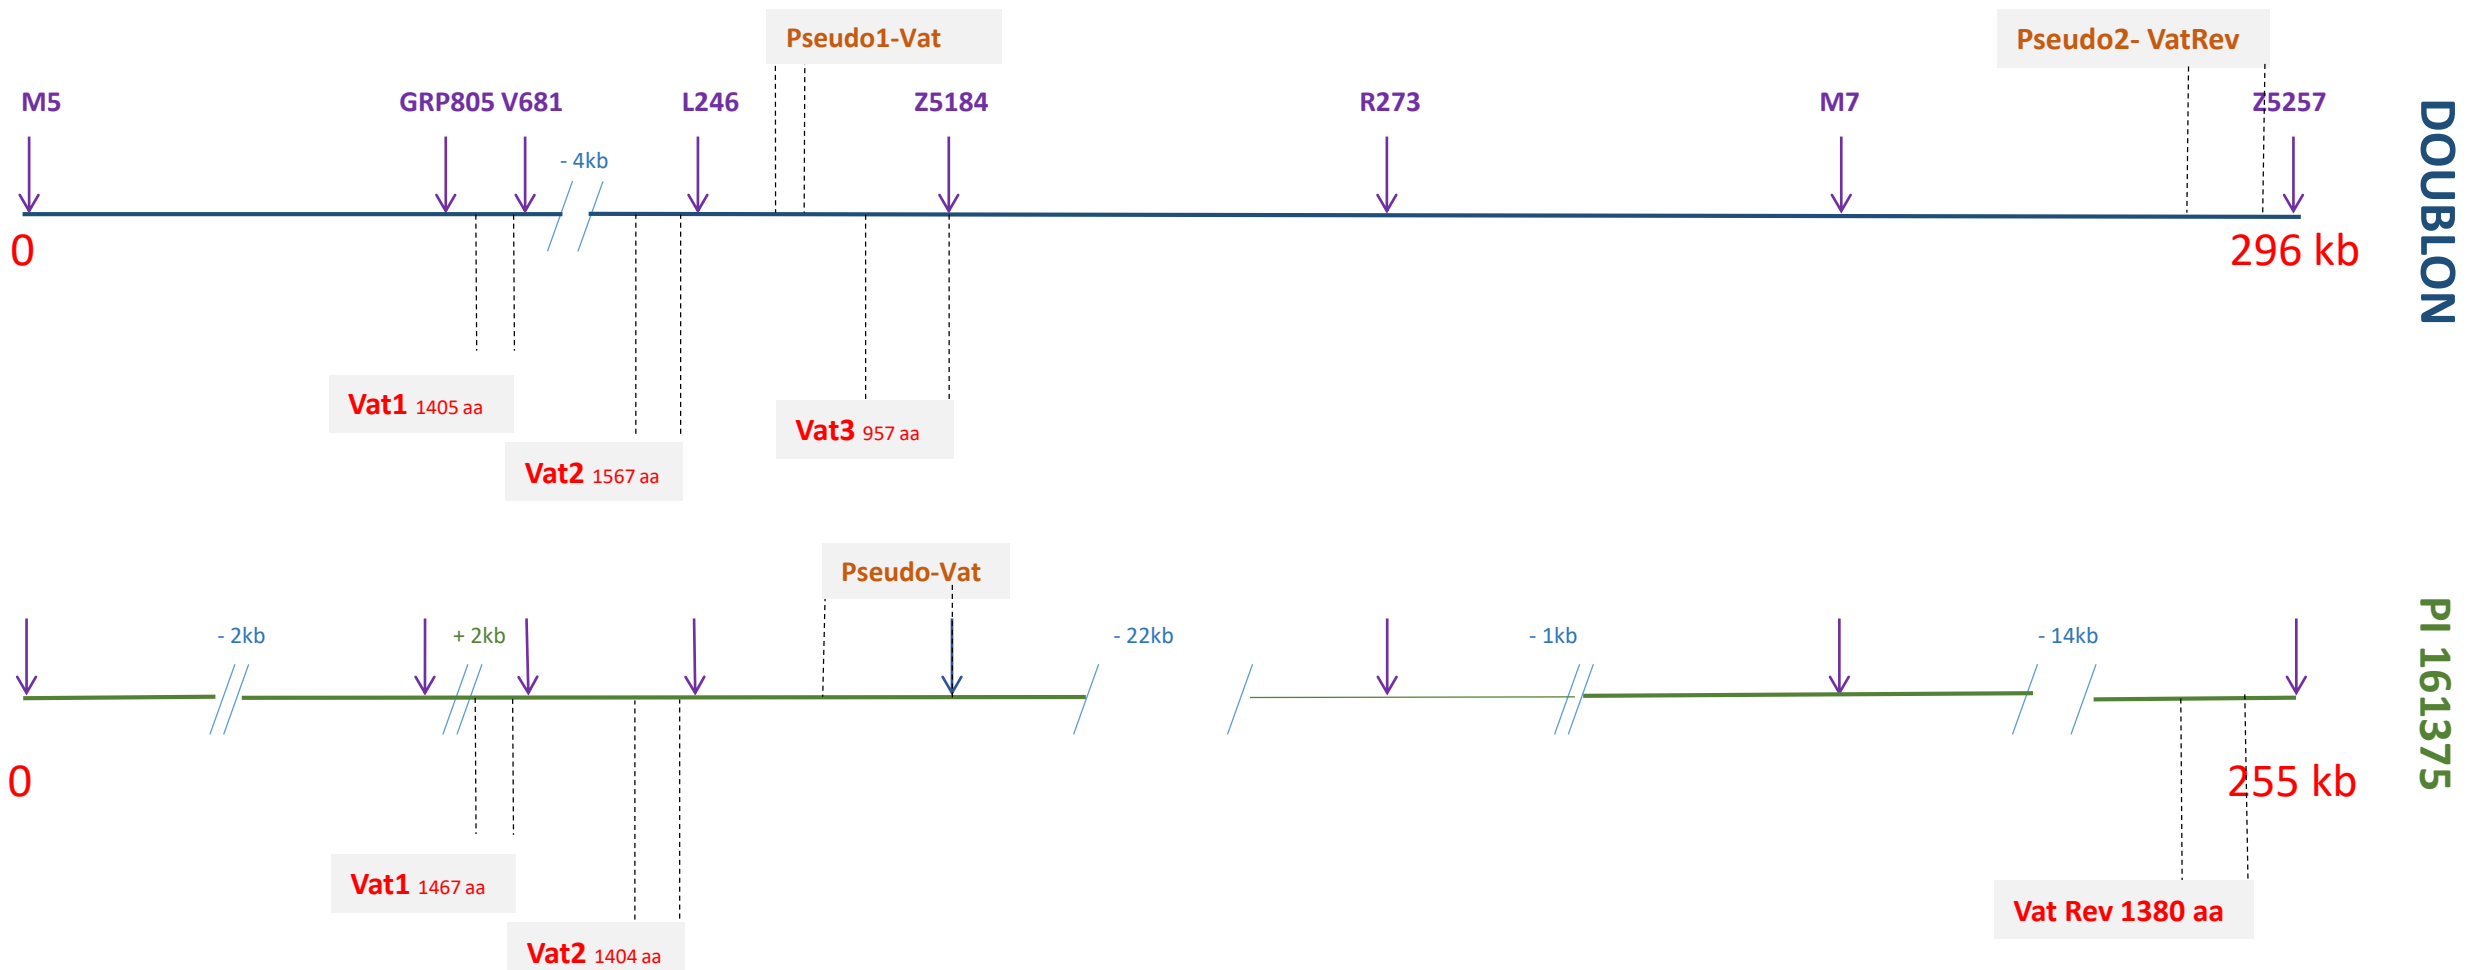 Pseudo1-Vat
Pseudo2- VatRev
M5
GRP805 V681
L246
Z5184
R273
M7
Z5257
- 4kb
0
296 kb
DOUBLON
Vat1 1405 aa
Vat2 1567 aa
Vat3 957 aa
Pseudo-Vat
- 2kb
+ 2kb
- 22kb
- 1kb
- 14kb
0
255 kb
PI 161375
Vat1 1467 aa
Vat2 1404 aa
Vat Rev 1380 aa